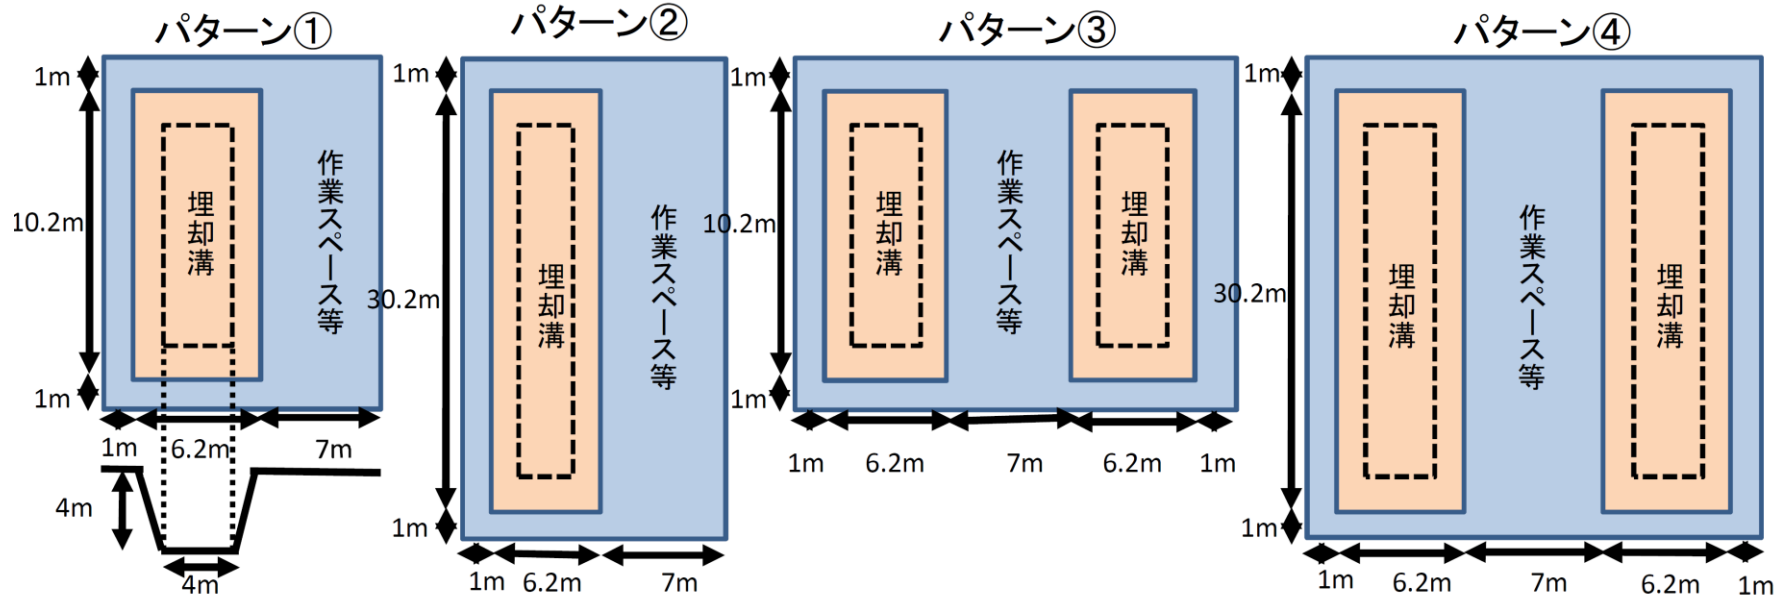 パターン①
1m
10.2m
1m
埋却溝
作業スペース等
1m
6.2m
7m
4m
4m
パターン②
1m
30.2m
1m
埋却溝
作業スペース等
1m
6.2m
7m
パターン③
1m
10.2m
1m
埋却溝
作業スペース等
埋却溝
1m
6.2m
7m
6.2m
1m
パターン④
1m
30.2m
1m
埋却溝
作業スペース等
埋却溝
1m
6.2m
7m
6.2m
1m